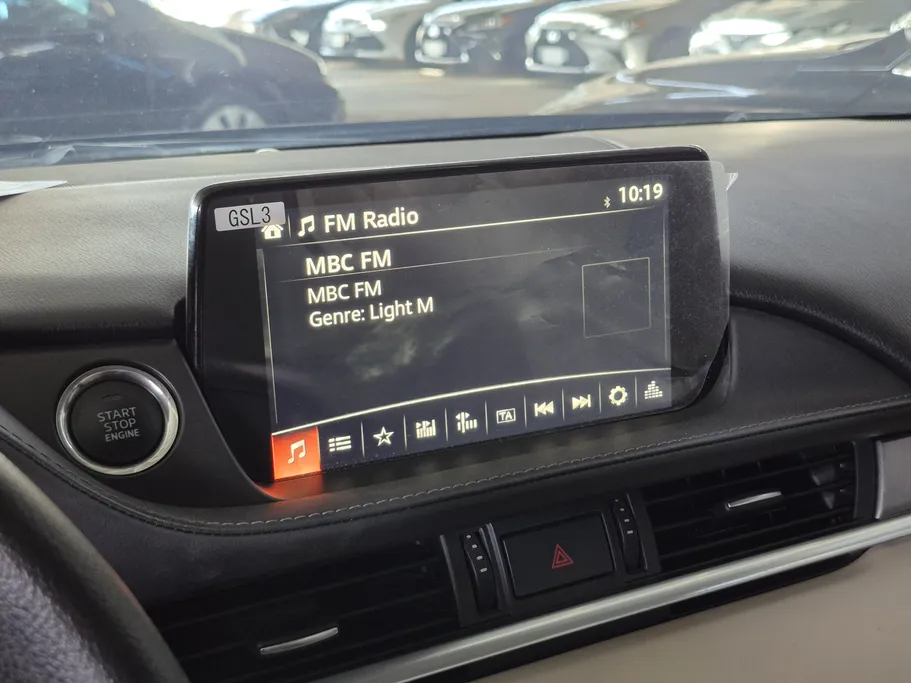 GSL3
FM Radio
10:19
MBC FM
MBC FM
Genre: Light M
TA
START
STOP
ENGINE